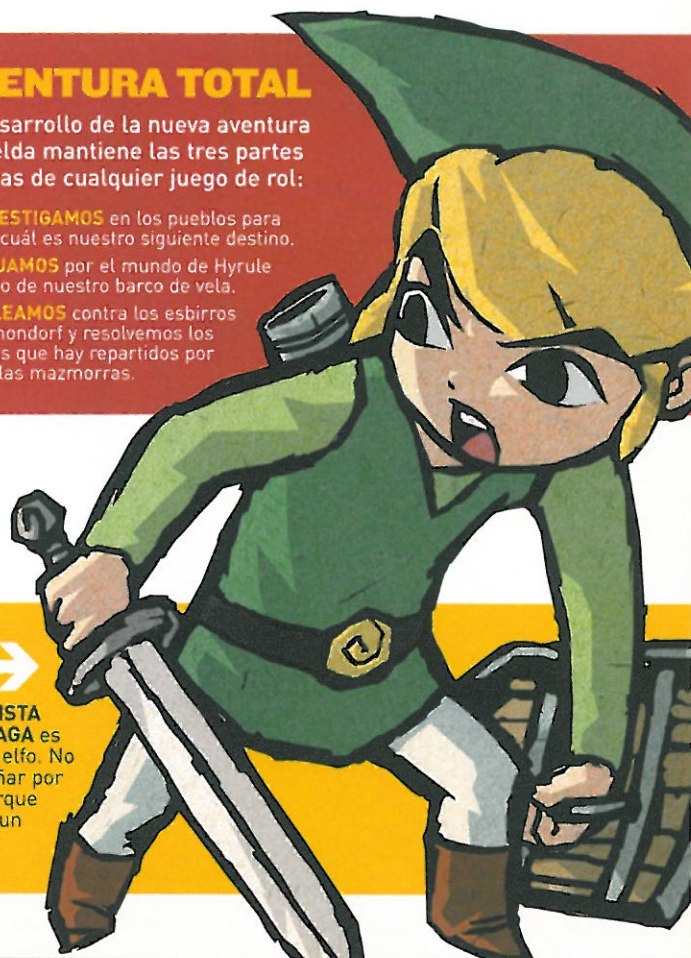 ENTURA TOTAL
sarrollo de la nueva aventura
elda mantiene las tres partes
as de cualquier juego de rol:
ESTIGAMOS en los pueblos para
cuál es nuestro siguiente destino.
JAMOS por el mundo de Hyrule
o de nuestro barco de vela.
LEAMOS contra los esbirros
nondorf y resolvemos los
s que hay repartidos por
las mazmorras.
ISTA
AGA es
elfo. No
ñar por
rque
un